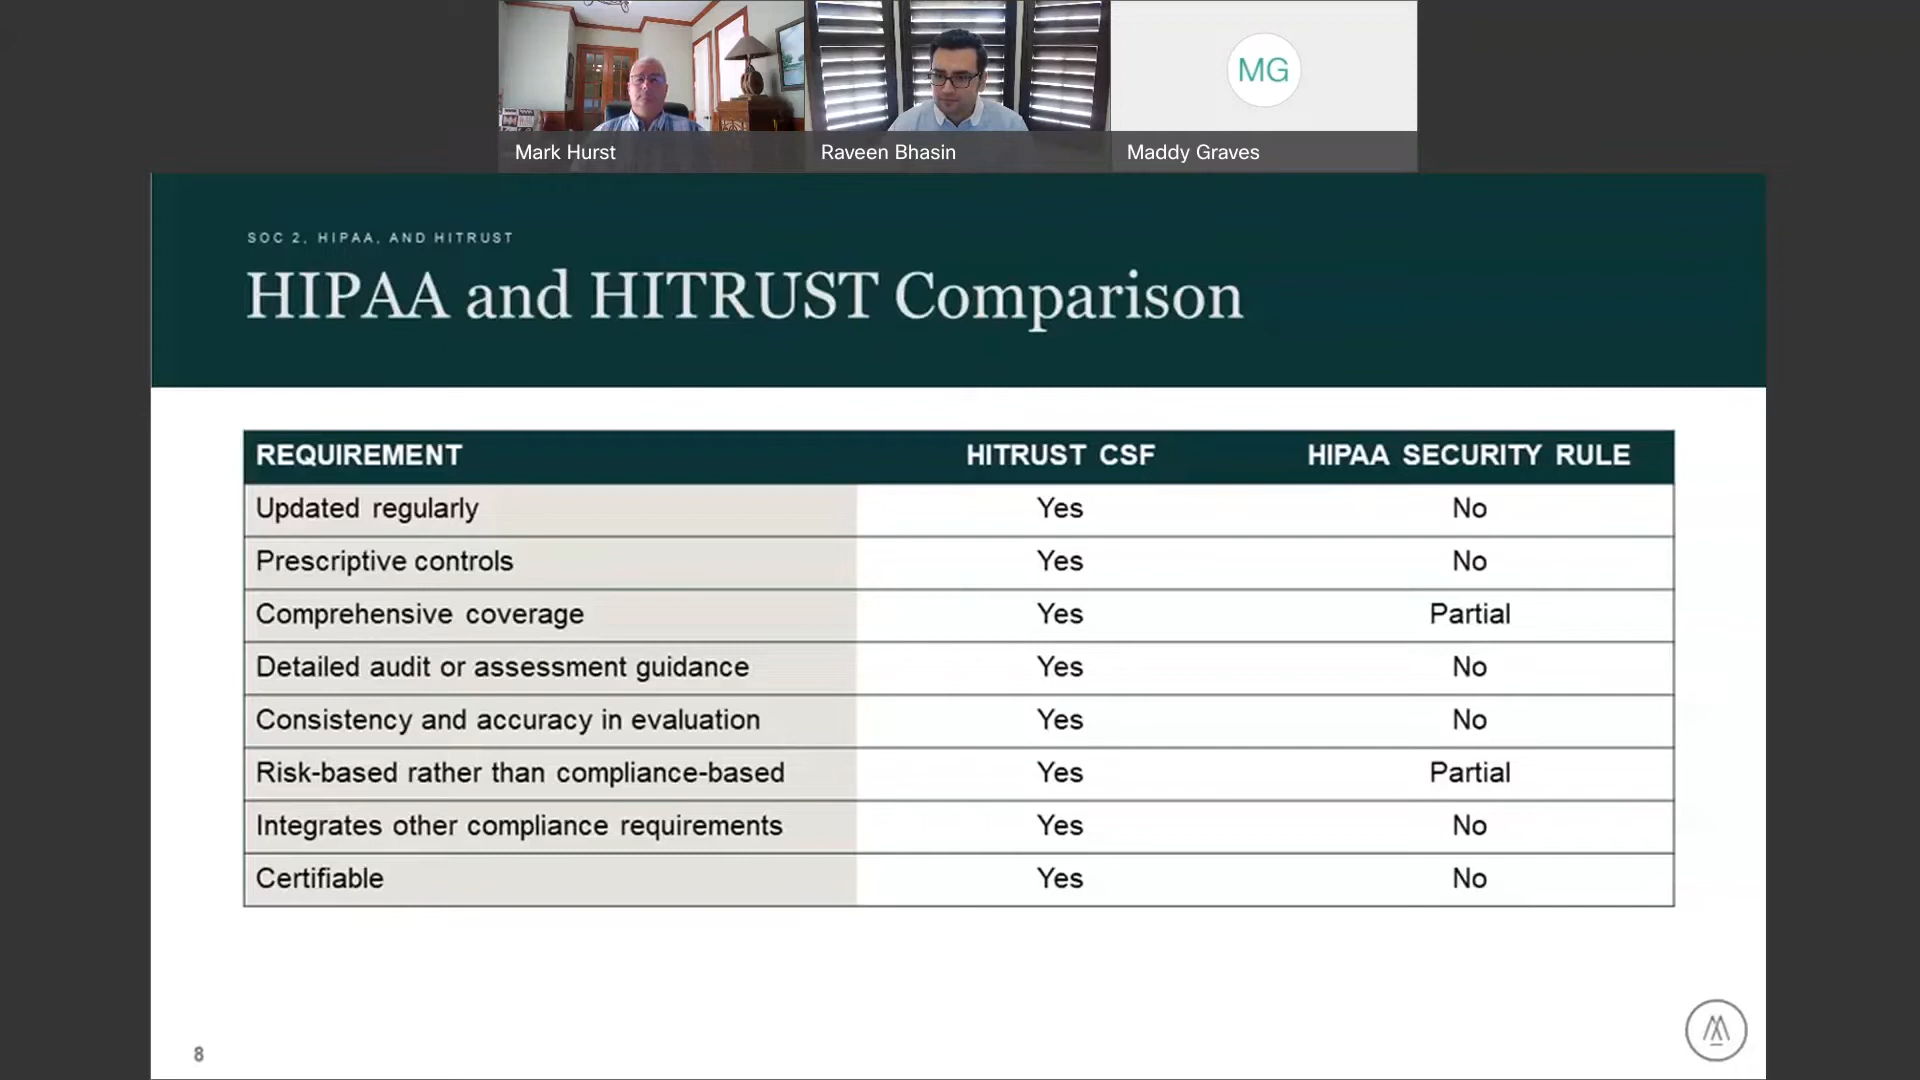 MG
Mark Hurst
Raveen Bhasin
Maddy Graves
SOC 2, HIPAA, AND HITRUST
HIPAA and HITRUST Comparison
REQUIREMENT HITRUST CSF HIPAA SECURITY RULE
Updated regularly Yes No
Prescriptive controls Yes No
Comprehensive coverage Yes Partial
Detailed audit or assessment guidance Yes No
Consistency and accuracy in evaluation Yes No
Risk-based rather than compliance-based Yes Partial
Integrates other compliance requirements Yes No
Certifiable Yes No
8